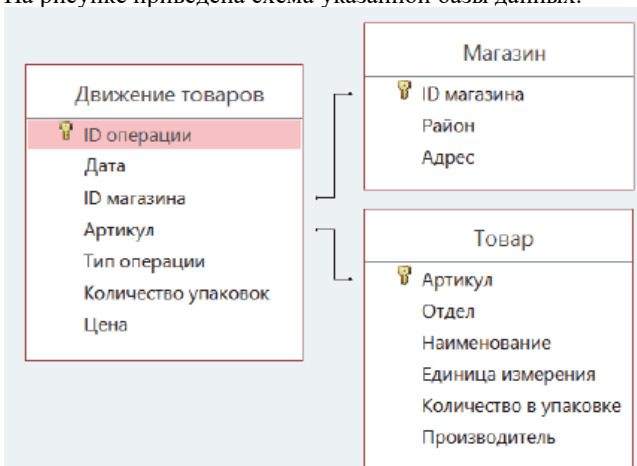 На рисунке приведена схема указанной базы данных.
Движение товаров
ID операции
Дата
ID магазина
Артикул
Тип операции
Количество упаковок
Цена
Магазин
ID магазина
Район
Адрес
Товар
Артикул
Отдел
Наименование
Единица измерения
Количество в упаковке
Производитель